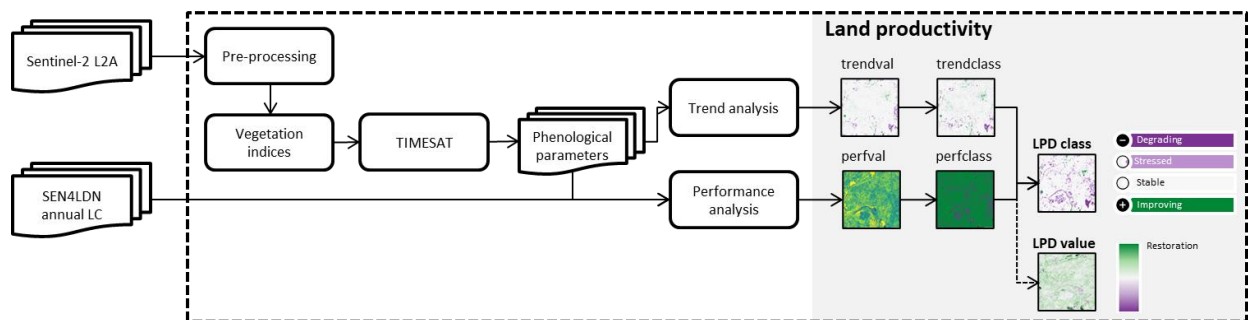 Sentinel-2 L2A
Pre-processing
Vegetation
indices
TIMESAT
Phenological
parameters
SEN4LDN
annual LC
Trend analysis
Performance
analysis
Land productivity
trendval
trendclass
perfval
perfclass
LPD class
Degrading
Stressed
Stable
Improving
LPD value
Restoration